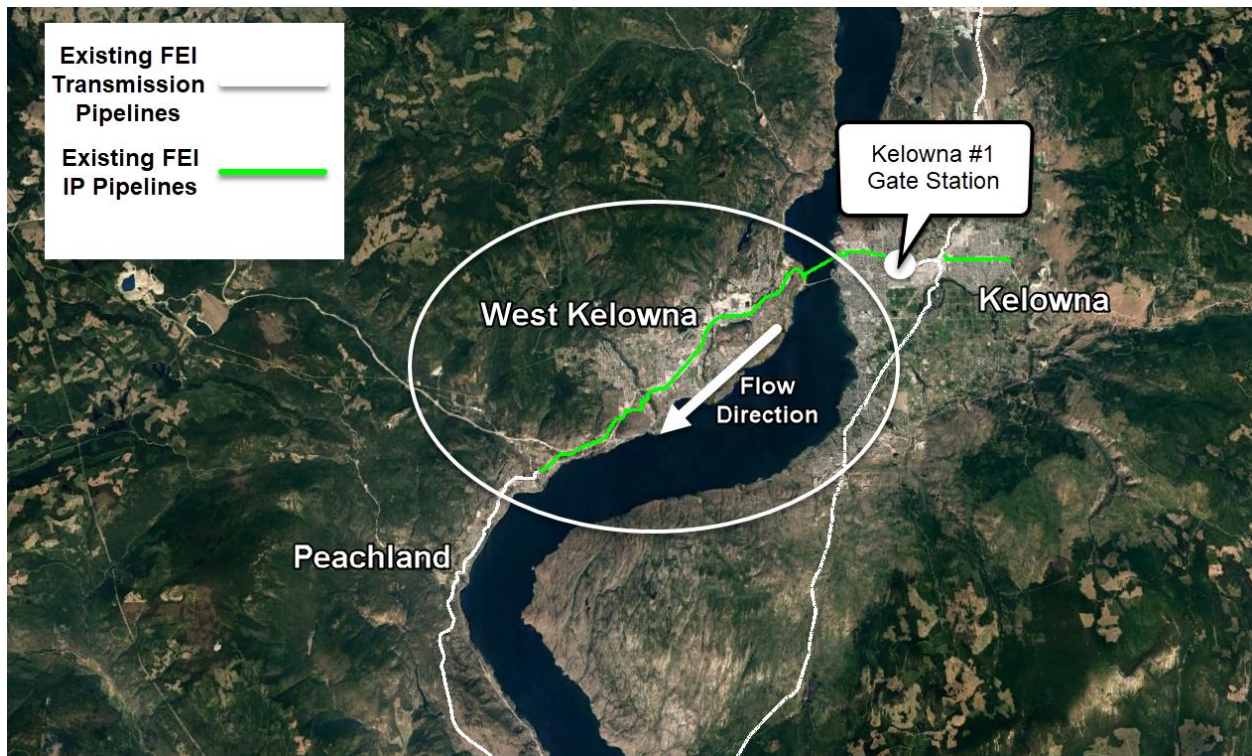 Existing FEI
Transmission
Pipelines
Existing FEI
IP Pipelines
Kelowna #1
Gate Station
West Kelowna
Kelowna
Flow
Direction
Peachland